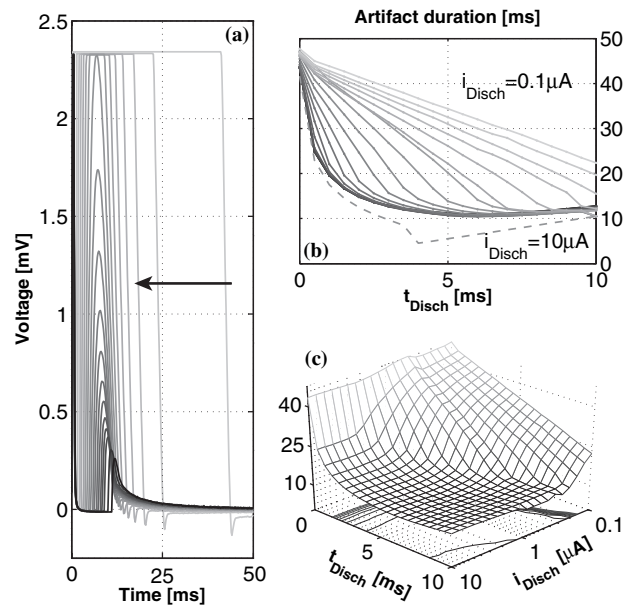 (a)
2.5
2
1.5
1
0.5
0
Voltage [mV]
0 25 50
Time [ms]
Artifact duration [ms]
50
40
30
20
10
0
i_Disch=0.1μA
i_Disch=10μA
(b)
0 5 10
t_Disch [ms]
(c)
40
25
10
0
5
10
t_Disch [ms]
10
1
0.1
i_Disch [μA]